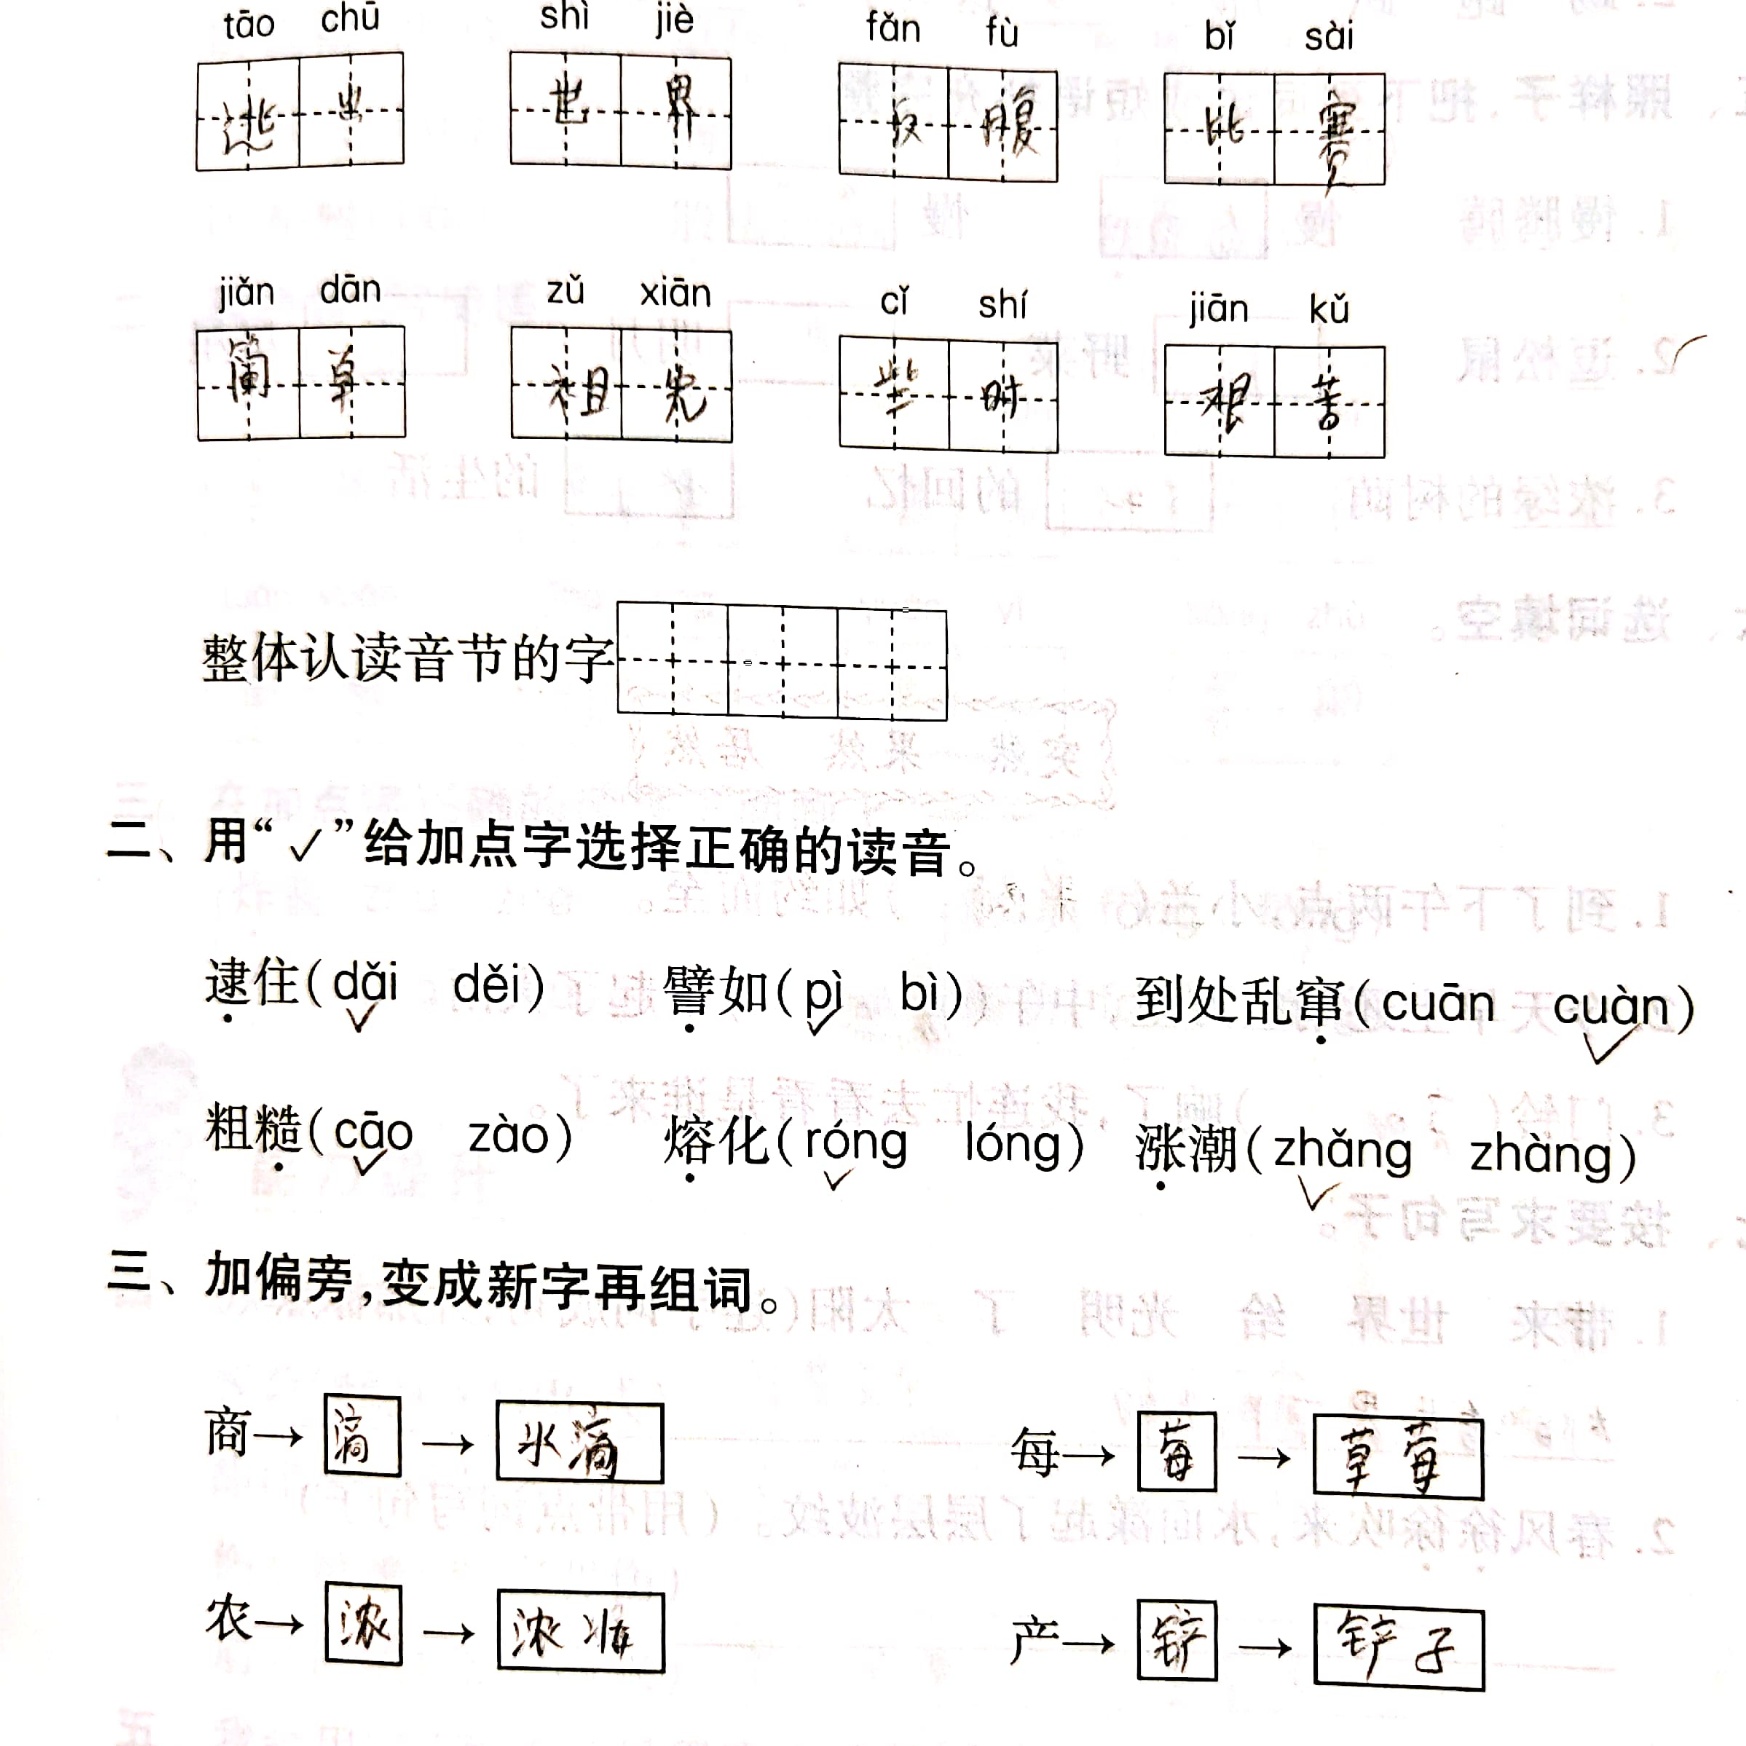 tāo chū shì jiè fǎn fù bǐ sài
逃 出 世 界 反 腹 比 赛
jiǎn dān zǔ xiān cǐ shí jiān kǔ
简 单 祖 先 些 时 艰 苦
整体认读音节的字
二、用“✓”给加点字选择正确的读音。
逮住(dǎi děi) 譬如(pì bì) 到处乱窜(cuān cuàn)
粗糙(cāo zào) 熔化(róng lóng) 涨潮(zhǎng zhàng)
三、加偏旁,变成新字再组词。
商→ 滴 → 水滴 每→ 莓 → 草莓
农→ 浓 → 浓 产→ 铲 → 铲子